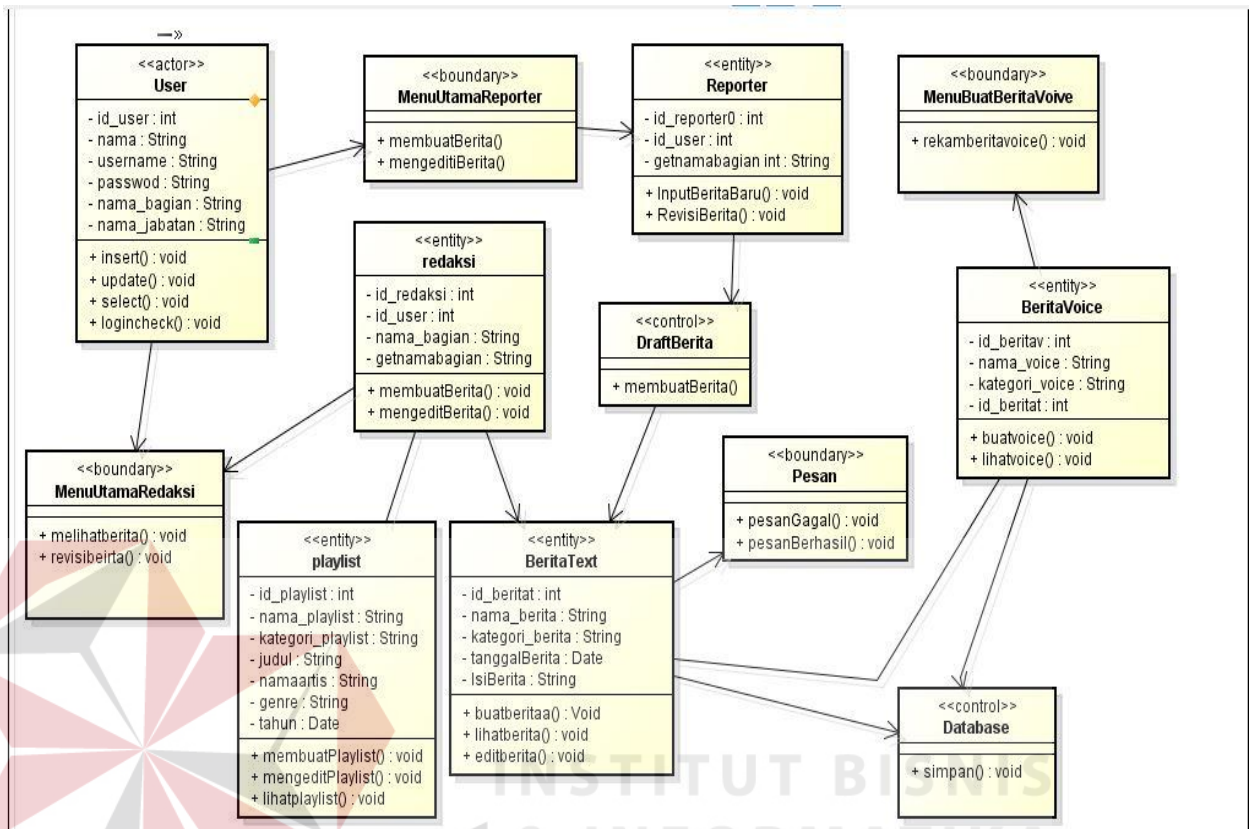 <<actor>>
User
- id_user : int
- nama : String
- username : String
- passwod : String
- nama_bagian : String
- nama_jabatan : String
+ insert() : void
+ update() : void
+ select() : void
+ logincheck() : void
<<boundary>>
MenuUtamaReporter
+ membuatBerita()
+ mengeditiBerita()
<<entity>>
Reporter
- id_reporter0 : int
- id_user : int
- getnamabagian int : String
+ InputBeritaBaru() : void
+ RevisiBerita() : void
<<boundary>>
MenuBuatBeritaVoive
+ rekamberitavoice() : void
<<entity>>
redaksi
- id_redaksi : int
- id_user : int
- nama_bagian : String
- getnamabagian : String
+ membuatBerita() : void
+ mengeditBerita() : void
<<control>>
DraftBerita
+ membuatBerita()
<<entity>>
BeritaVoice
- id_beritav : int
- nama_voice : String
- kategori_voice : String
- id_beritat : int
+ buatvoice() : void
+ lihatvoice() : void
<<boundary>>
MenuUtamaRedaksi
+ melihatberita() : void
+ revisibeirta() : void
<<entity>>
playlist
- id_playlist : int
- nama_playlist : String
- kategori_playlist : String
- judul : String
- namaartis : String
- genre : String
- tahun : Date
+ membuatPlaylist() : void
+ mengeditPlaylist() : void
+ lihatplaylist() : void
<<entity>>
BeritaText
- id_beritat : int
- nama_berita : String
- kategori_berita : String
- tanggalBerita : Date
- IsiBerita : String
+ buatberitaa() : Void
+ lihatberita() : void
+ editberita() : void
<<boundary>>
Pesan
+ pesanGagal() : void
+ pesanBerhasil() : void
<<control>>
Database
+ simpan() : void
INSTITUT BISNIS